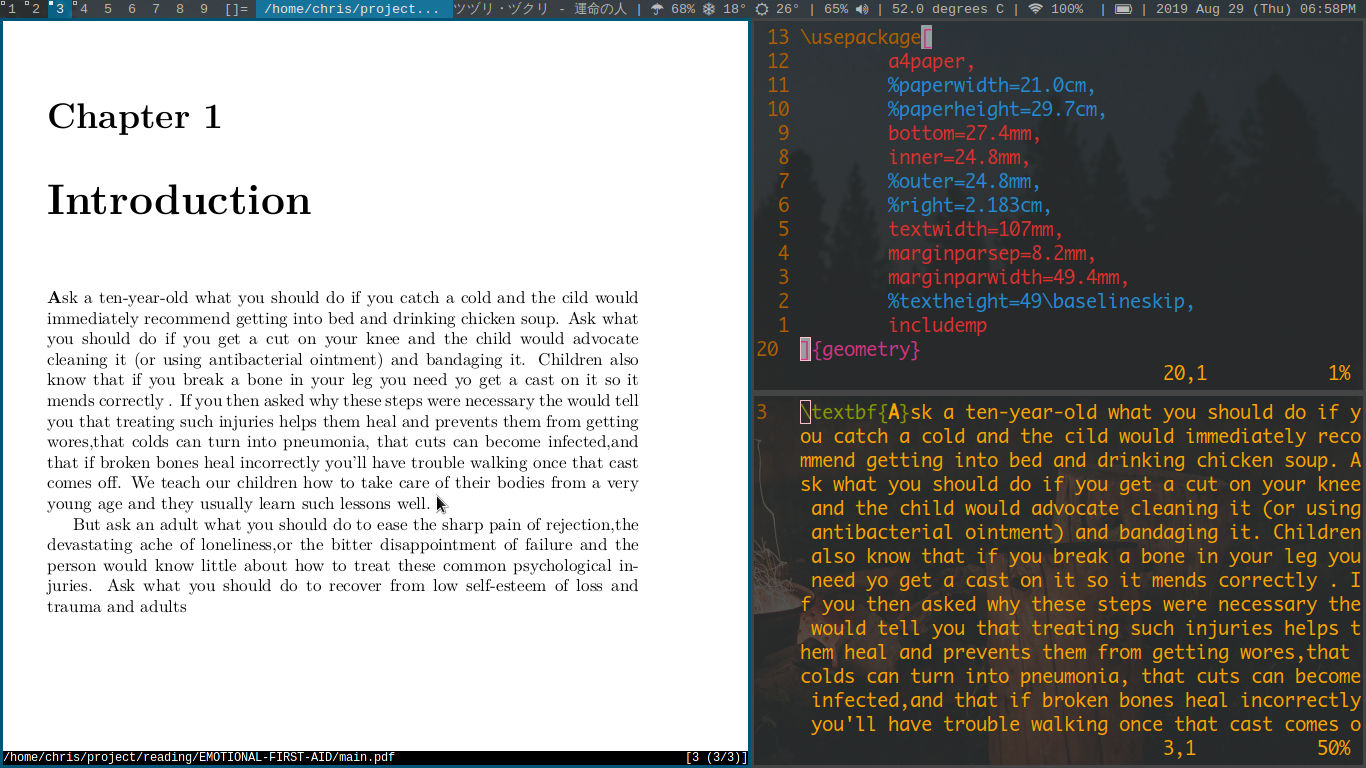 1 2 3 4 5 6 7 8 9 []= /home/chris/project... ツヅリ・ヅクリ - 運命の人 | 68% 18° 26° | 65% | 52.0 degrees C | 100% | | 2019 Aug 29 (Thu) 06:58PM
Chapter 1
Introduction
Ask a ten-year-old what you should do if you catch a cold and the cild would
immediately recommend getting into bed and drinking chicken soup. Ask what
you should do if you get a cut on your knee and the child would advocate
cleaning it (or using antibacterial ointment) and bandaging it. Children also
know that if you break a bone in your leg you need yo get a cast on it so it
mends correctly . If you then asked why these steps were necessary the would tell
you that treating such injuries helps them heal and prevents them from getting
wores,that colds can turn into pneumonia, that cuts can become infected,and
that if broken bones heal incorrectly you'll have trouble walking once that cast
comes off. We teach our children how to take care of their bodies from a very
young age and they usually learn such lessons well.
But ask an adult what you should do to ease the sharp pain of rejection,the
devastating ache of loneliness,or the bitter disappointment of failure and the
person would know little about how to treat these common psychological in-
juries. Ask what you should do to recover from low self-esteem of loss and
trauma and adults
/home/chris/project/reading/EMOTIONAL-FIRST-AID/main.pdf [3 (3/3)]
13 \usepackage[
12 a4paper,
11 %paperwidth=21.0cm,
10 %paperheight=29.7cm,
9 bottom=27.4mm,
8 inner=24.8mm,
7 %outer=24.8mm,
6 %right=2.183cm,
5 textwidth=107mm,
4 marginparsep=8.2mm,
3 marginparwidth=49.4mm,
2 %textheight=49\baselineskip,
1 includemp
20 ]{geometry}
20,1 1%
3 \textbf{A}sk a ten-year-old what you should do if y
ou catch a cold and the cild would immediately reco
mmend getting into bed and drinking chicken soup. A
sk what you should do if you get a cut on your knee
and the child would advocate cleaning it (or using
antibacterial ointment) and bandaging it. Children
also know that if you break a bone in your leg you
need yo get a cast on it so it mends correctly . I
f you then asked why these steps were necessary the
would tell you that treating such injuries helps t
hem heal and prevents them from getting wores,that
colds can turn into pneumonia, that cuts can become
infected,and that if broken bones heal incorrectly
you'll have trouble walking once that cast comes o
3,1 50%